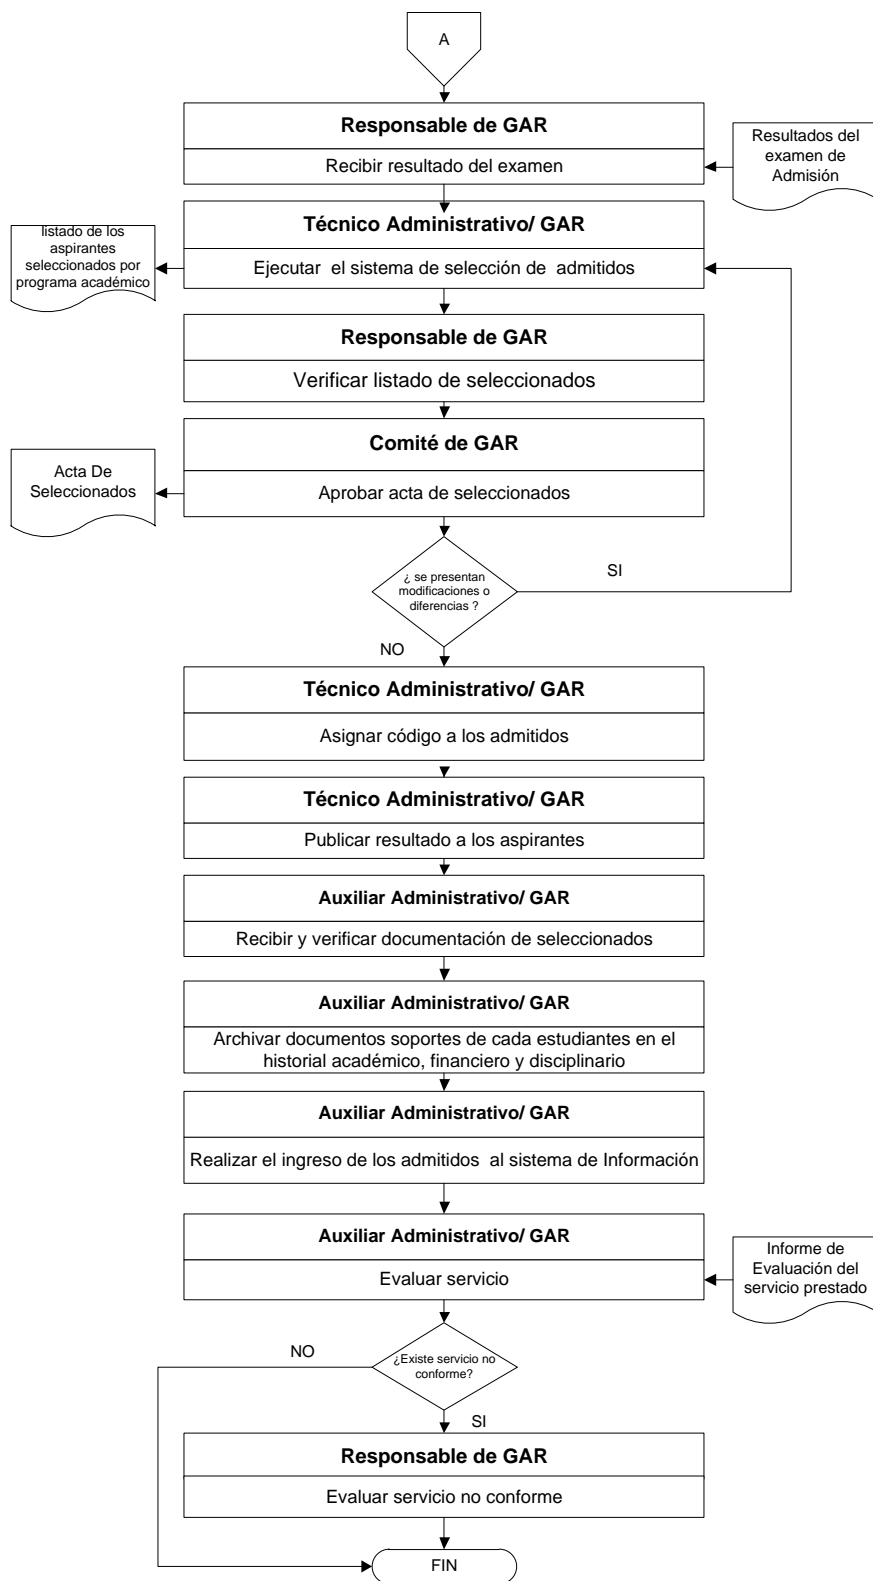 A
Responsable de GAR
Recibir resultado del examen
Resultados del
examen de
Admisión
Técnico Administrativo/ GAR
Ejecutar el sistema de selección de admitidos
listado de los
aspirantes
seleccionados por
programa académico
Responsable de GAR
Verificar listado de seleccionados
Comité de GAR
Aprobar acta de seleccionados
Acta De
Seleccionados
¿ se presentan
modificaciones o
diferencias ?
SI
NO
Técnico Administrativo/ GAR
Asignar código a los admitidos
Técnico Administrativo/ GAR
Publicar resultado a los aspirantes
Auxiliar Administrativo/ GAR
Recibir y verificar documentación de seleccionados
Auxiliar Administrativo/ GAR
Archivar documentos soportes de cada estudiantes en el
historial académico, financiero y disciplinario
Auxiliar Administrativo/ GAR
Realizar el ingreso de los admitidos al sistema de Información
Auxiliar Administrativo/ GAR
Evaluar servicio
Informe de
Evaluación del
servicio prestado
¿Existe servicio no
conforme?
NO
SI
Responsable de GAR
Evaluar servicio no conforme
FIN